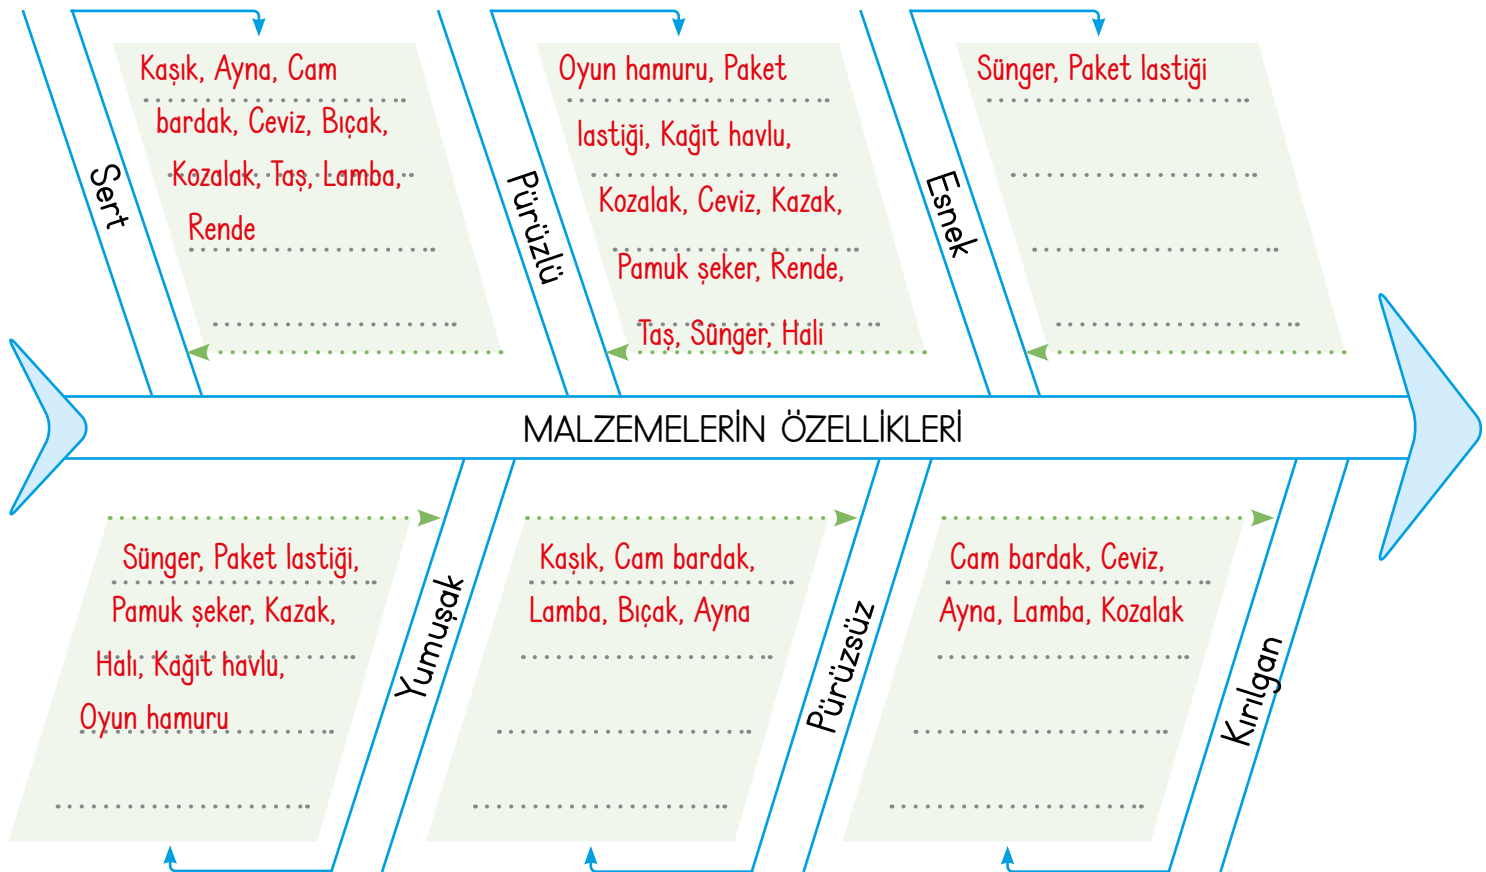 Sert
Kaşık, Ayna, Cam
bardak, Ceviz, Bıçak,
Kozalak, Taş, Lamba,
Rende
Pürüzlü
Oyun hamuru, Paket
lastiği, Kağıt havlu,
Kozalak, Ceviz, Kazak,
Pamuk şeker, Rende,
Taş, Sünger, Hali
Esnek
Sünger, Paket lastiği
MALZEMELERİN ÖZELLİKLERİ
Sünger, Paket lastiği,
Pamuk şeker, Kazak,
Halı, Kağıt havlu,
Oyun hamuru
Yumuşak
Kaşık, Cam bardak,
Lamba, Bıçak, Ayna
Pürüzsüz
Cam bardak, Ceviz,
Ayna, Lamba, Kozalak
Kırılgan